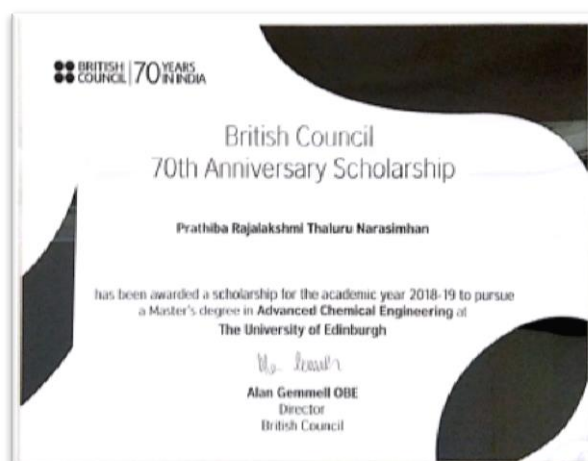 BRITISH COUNCIL 70 YEARS IN INDIA
British Council
70th Anniversary Scholarship
Prathiba Rajalakshmi Thaluru Narasimhan
has been awarded a scholarship for the academic year 2018-19 to pursue
a Master's degree in Advanced Chemical Engineering at
The University of Edinburgh
Alan Gemmell OBE
Director
British Council